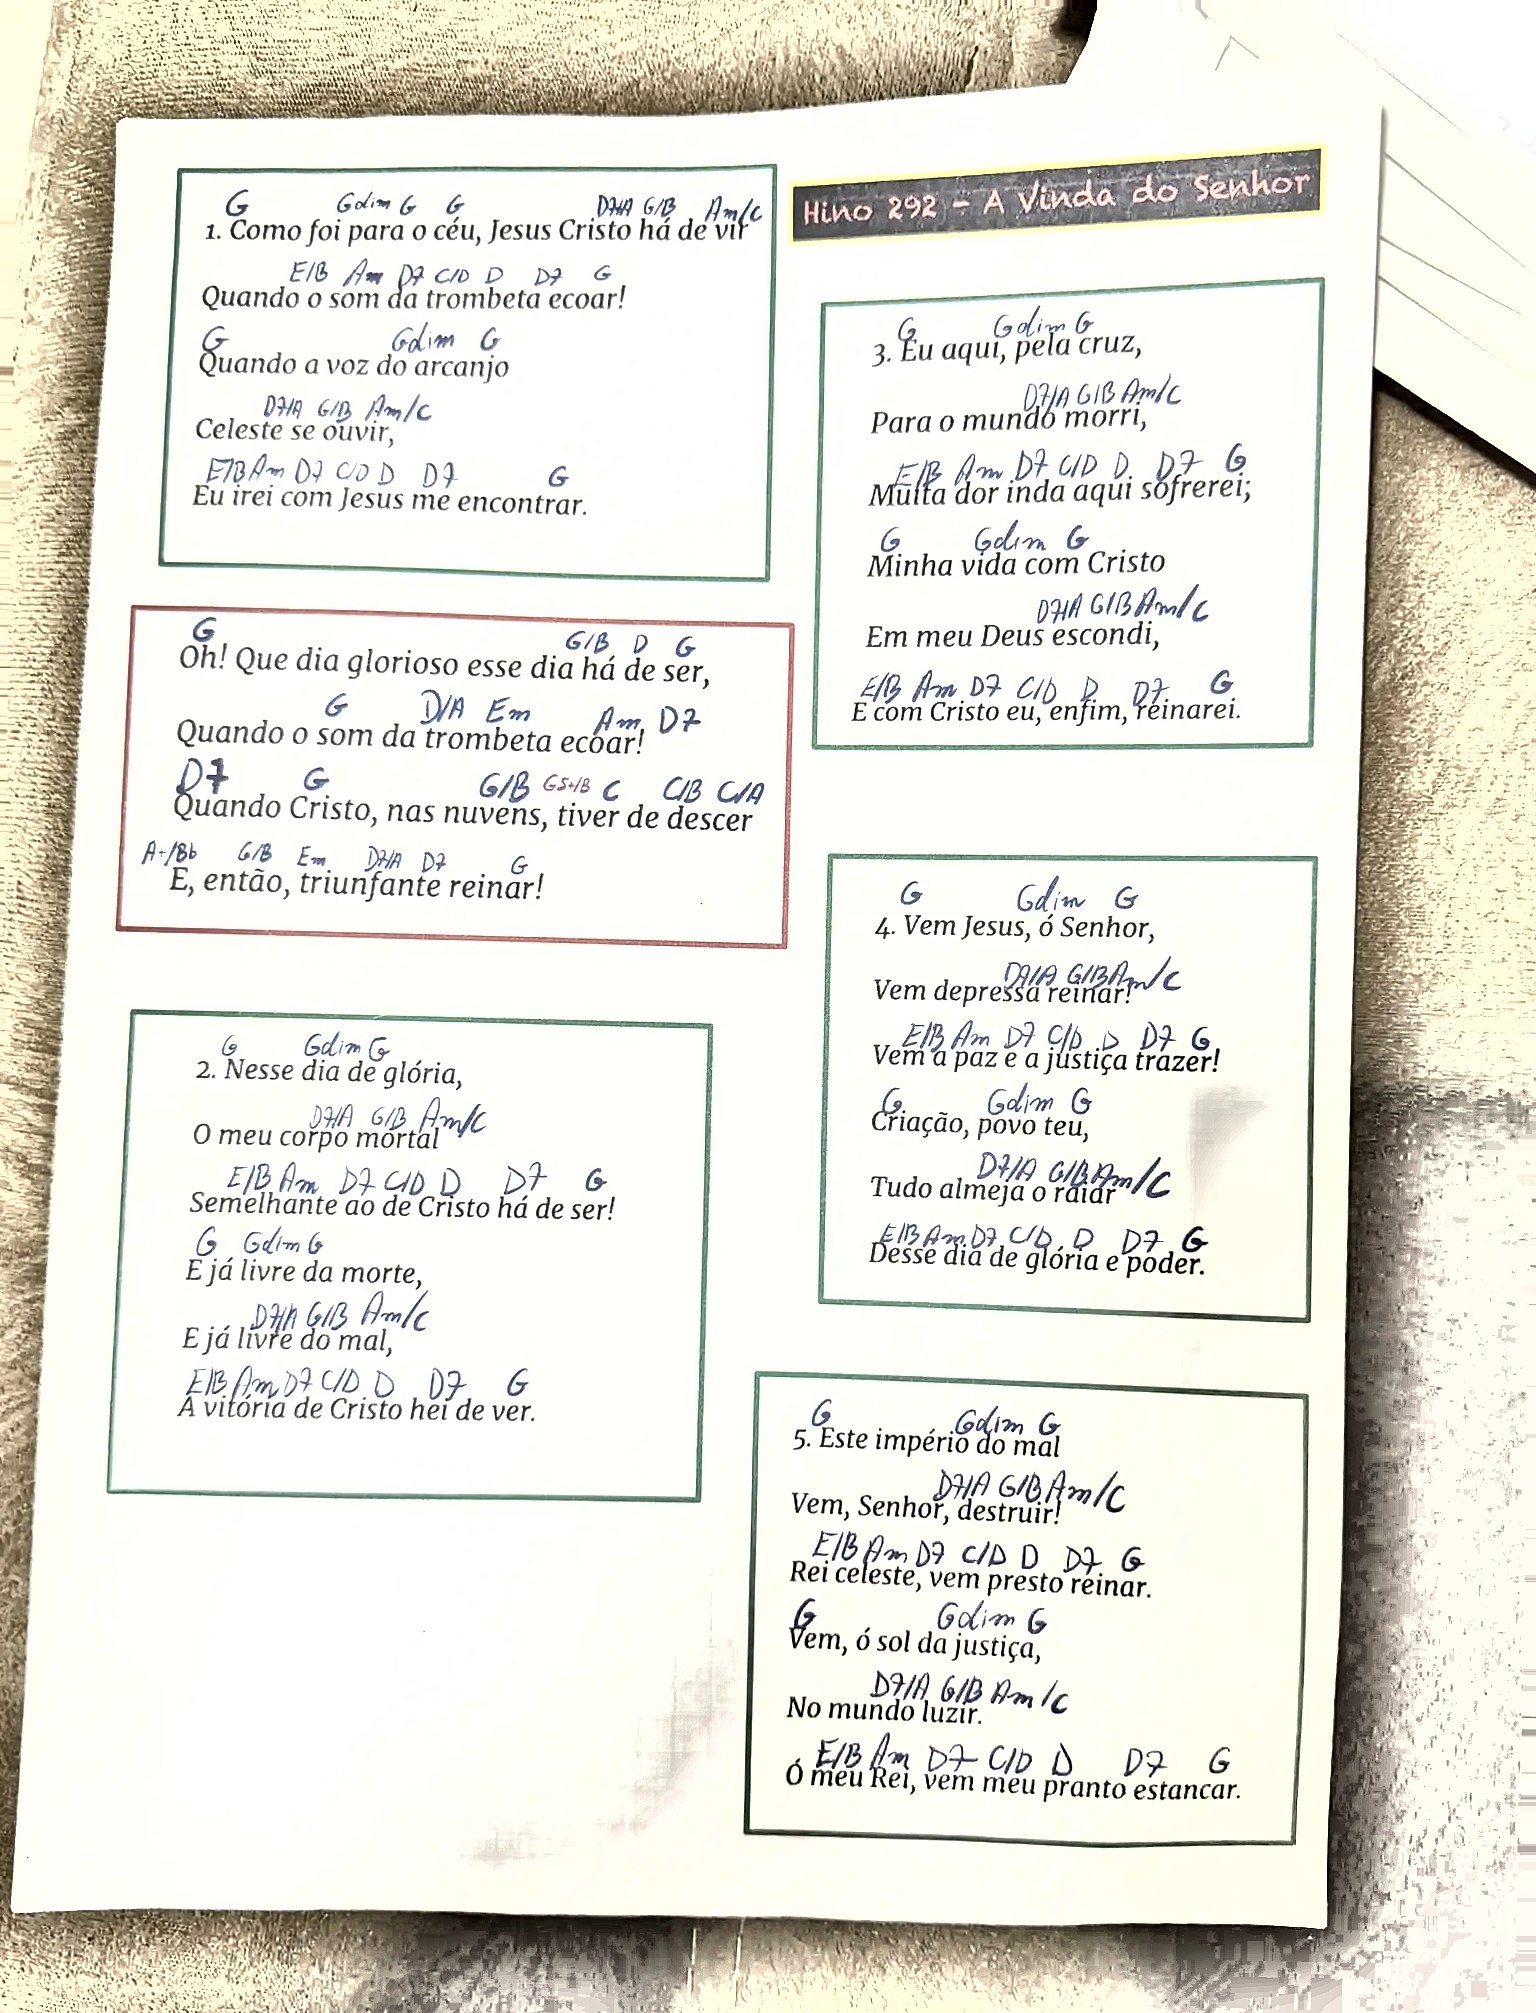 Hino 292 - A Vinda do Senhor
G Gdim G G D7/A G/B Am/C
1. Como foi para o céu, Jesus Cristo há de vir
E/B Am D7 C/D D D7 G
Quando o som da trombeta ecoar!
G Gdim G
Quando a voz do arcanjo
D7/A G/B Am/C
Celeste se ouvir,
E/B Am D7 C/D D D7 G
Eu irei com Jesus me encontrar.
G G/B D G
Oh! Que dia glorioso esse dia há de ser,
G D/A Em Am D7
Quando o som da trombeta ecoar!
D7 G G/B G5+/B C C/B C/A
Quando Cristo, nas nuvens, tiver de descer
A-/Bb G/B Em D7/A D7 G
E, então, triunfante reinar!
G Gdim G
2. Nesse dia de glória,
D7/A G/B Am/C
O meu corpo mortal
E/B Am D7 C/D D D7 G
Semelhante ao de Cristo há de ser!
G Gdim G
E já livre da morte,
D7/A G/B Am/C
E já livre do mal,
E/B Am D7 C/D D D7 G
A vitória de Cristo hei de ver.
G Gdim G
3. Eu aqui, pela cruz,
D7/A G/B Am/C
Para o mundo morri,
E/B Am D7 C/D D D7 G
Muita dor inda aqui sofrerei;
G Gdim G
Minha vida com Cristo
D7/A G/B Am/C
Em meu Deus escondi,
E/B Am D7 C/D D D7 G
E com Cristo eu, enfim, reinarei.
G Gdim G
4. Vem Jesus, ó Senhor,
D7/A G/B Am/C
Vem depressa reinar!
E/B Am D7 C/D D D7 G
Vem a paz e a justiça trazer!
G Gdim G
Criação, povo teu,
D7/A G/B Am/C
Tudo almeja o raiar
E/B Am D7 C/D D D7 G
Desse dia de glória e poder.
G Gdim G
5. Este império do mal
D7/A G/B Am/C
Vem, Senhor, destruir!
E/B Am D7 C/D D D7 G
Rei celeste, vem presto reinar.
G Gdim G
Vem, ó sol da justiça,
D7/A G/B Am/C
No mundo luzir.
E/B Am D7 C/D D D7 G
Ó meu Rei, vem meu pranto estancar.